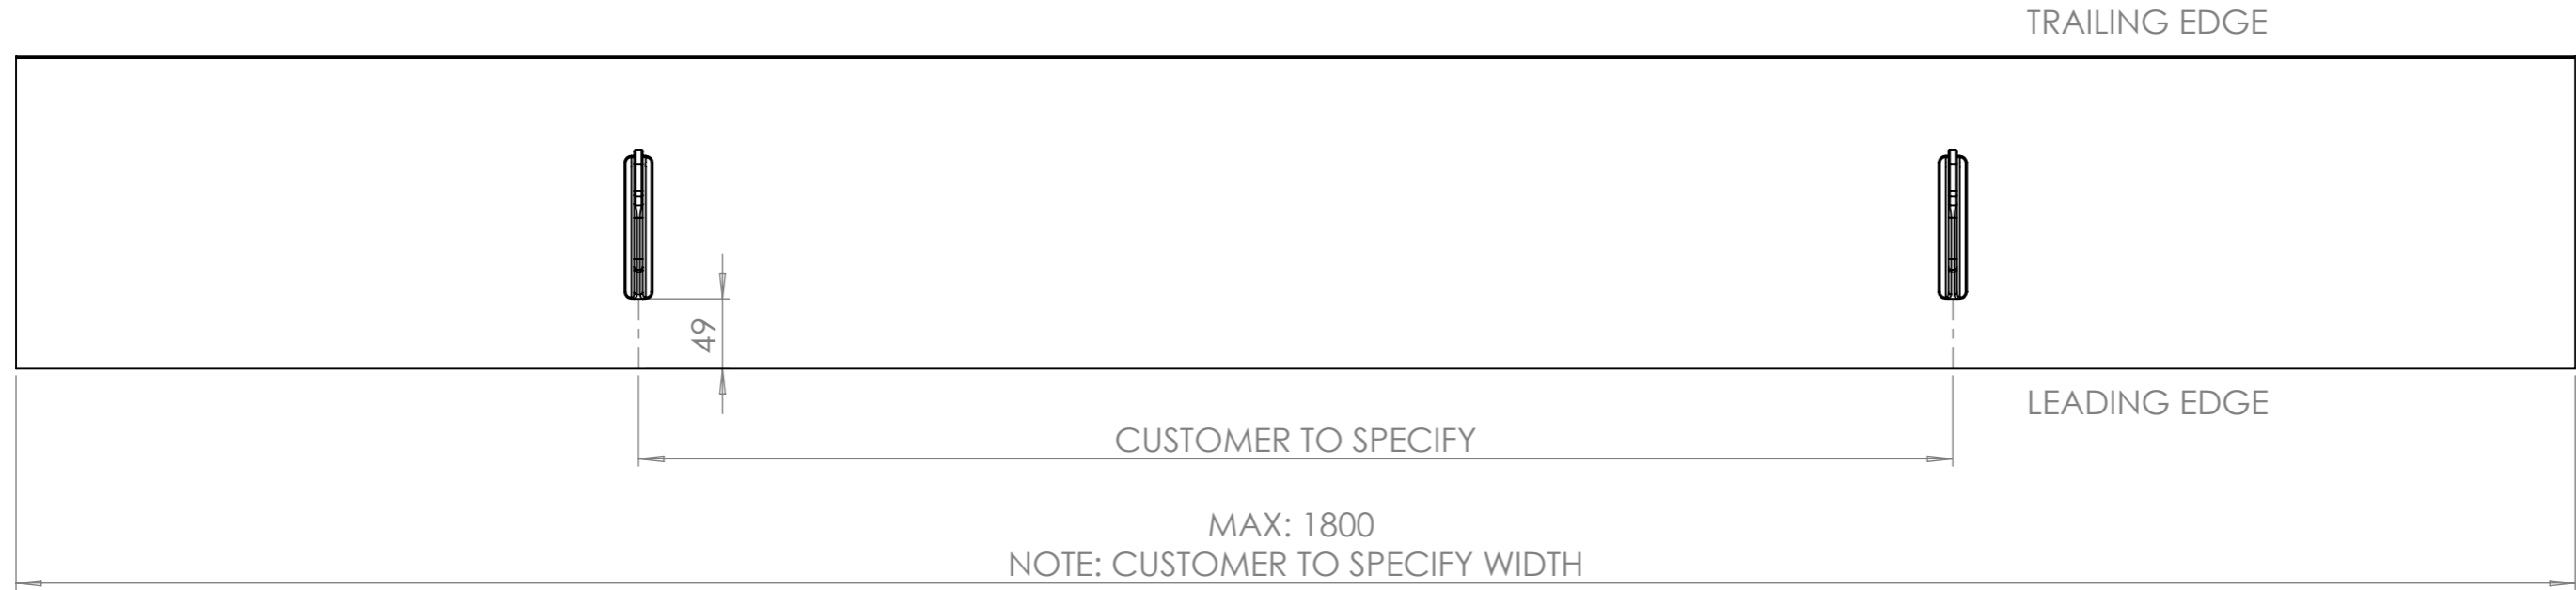 TRAILING EDGE
49
LEADING EDGE
CUSTOMER TO SPECIFY
MAX: 1800
NOTE: CUSTOMER TO SPECIFY WIDTH